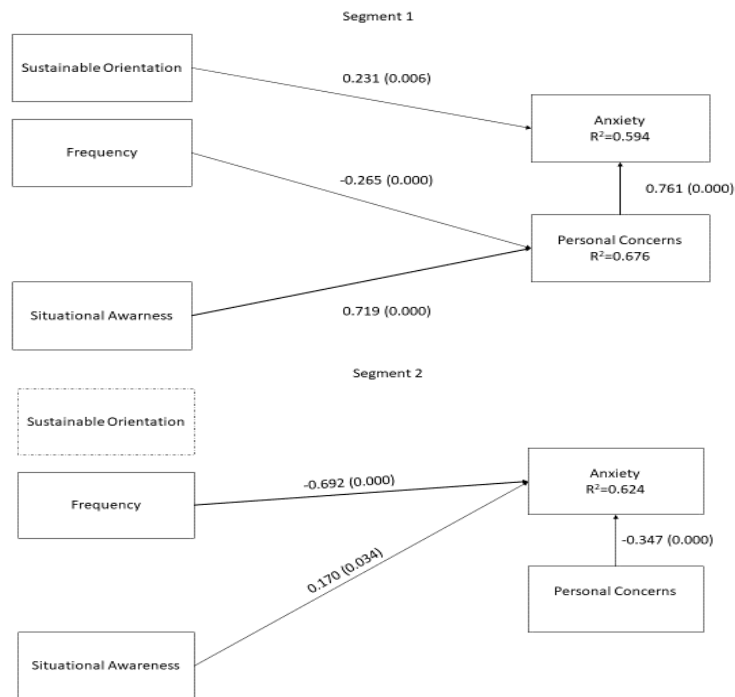 Segment 1
Sustainable Orientation
0.231 (0.006)
Anxiety
R²=0.594
Frequency
-0.265 (0.000)
0.761 (0.000)
Personal Concerns
R²=0.676
Situational Awarness
0.719 (0.000)
Segment 2
Sustainable Orientation
Anxiety
R²=0.624
Frequency
-0.692 (0.000)
-0.347 (0.000)
0.170 (0.034)
Personal Concerns
Situational Awareness